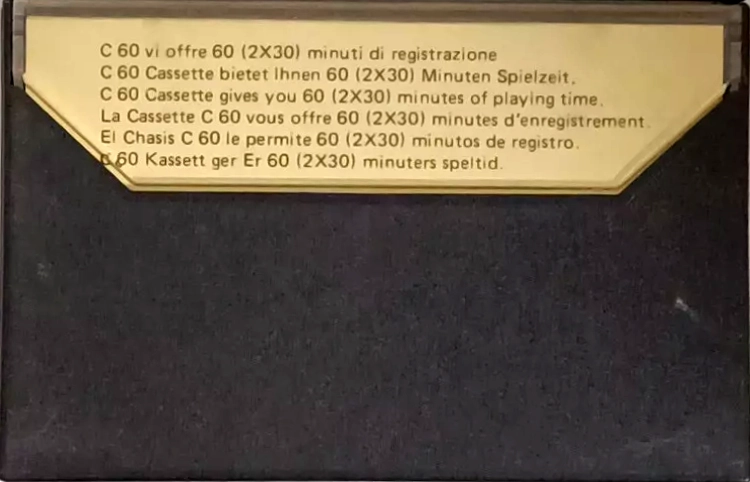 C 60 vi offre 60 (2X30) minuti di registrazione
C 60 Cassette bietet Ihnen 60 (2X30) Minuten Spielzeit.
C 60 Cassette gives you 60 (2X30) minutes of playing time.
La Cassette C 60 vous offre 60 (2X30) minutes d'enregistrement.
El Chasis C 60 le permite 60 (2X30) minutos de registro.
C 60 Kassett ger Er 60 (2X30) minuters speltid.